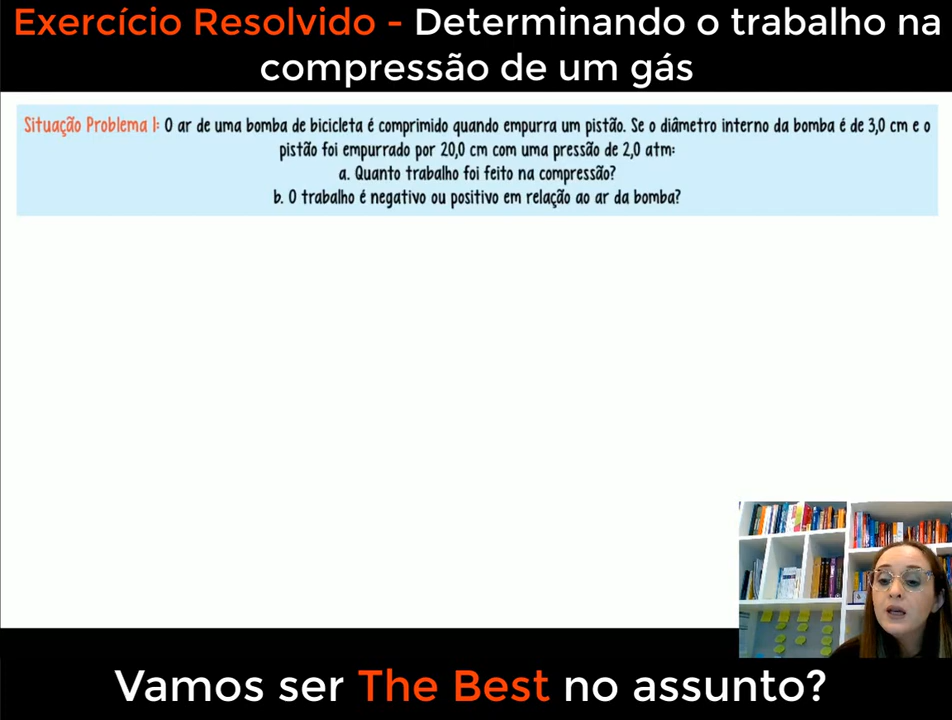 Exercício Resolvido - Determinando o trabalho na
compressão de um gás
Situação Problema 1: O ar de uma bomba de bicicleta é comprimido quando empurra um pistão. Se o diâmetro interno da bomba é de 3,0 cm e o
pistão foi empurrado por 20,0 cm com uma pressão de 2,0 atm:
a. Quanto trabalho foi feito na compressão?
b. O trabalho é negativo ou positivo em relação ao ar da bomba?
Vamos ser The Best no assunto?